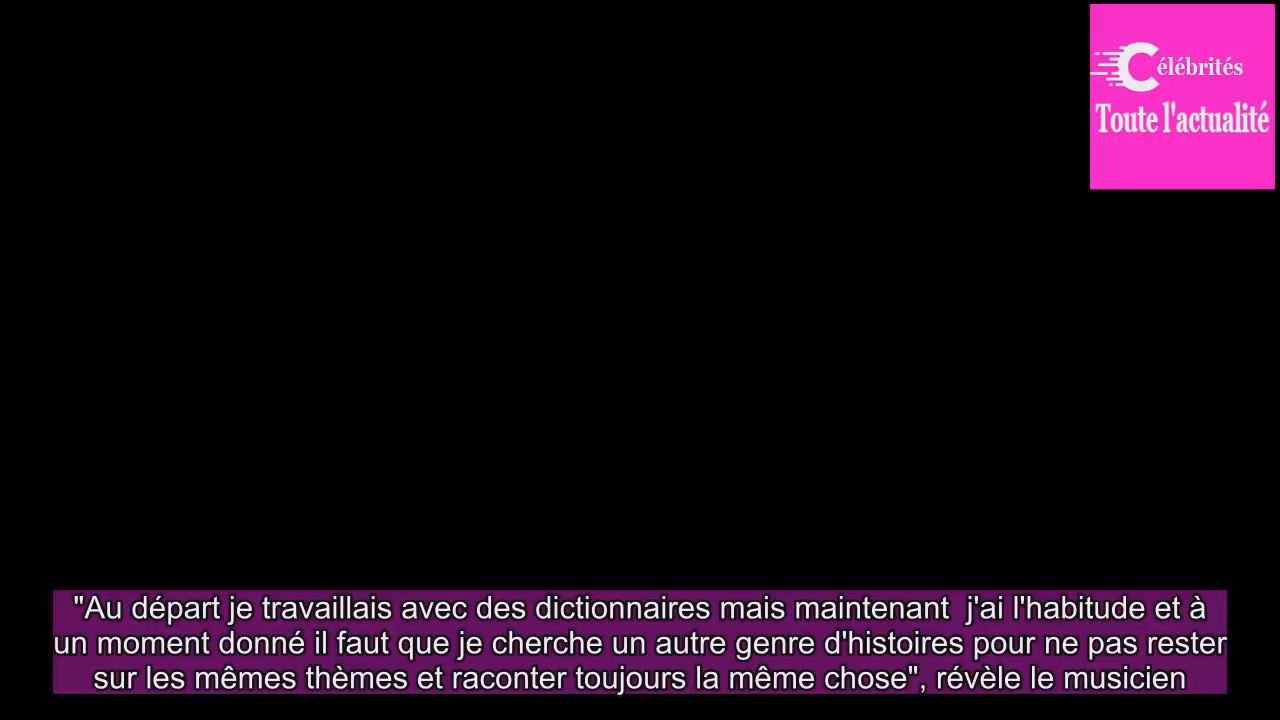 Célébrités
Toute l'actualité
"Au départ je travaillais avec des dictionnaires mais maintenant  j'ai l'habitude et à
un moment donné il faut que je cherche un autre genre d'histoires pour ne pas rester
sur les mêmes thèmes et raconter toujours la même chose", révèle le musicien